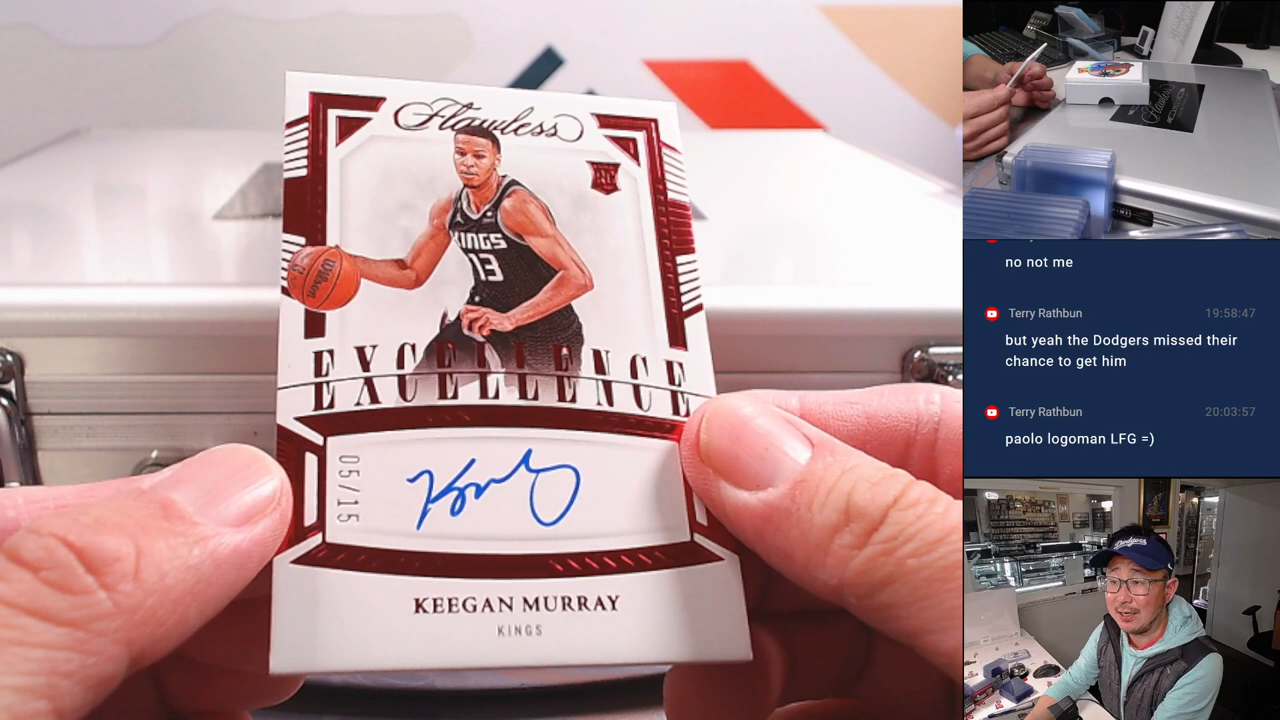 Flawless
RC
Wilson
KINGS
13
EXCELLENCE
05/15
KEEGAN MURRAY
KINGS
Flawless
no not me
Terry Rathbun 19:58:47
but yeah the Dodgers missed their
chance to get him
Terry Rathbun 20:03:57
paolo logoman LFG =)
Dodgers